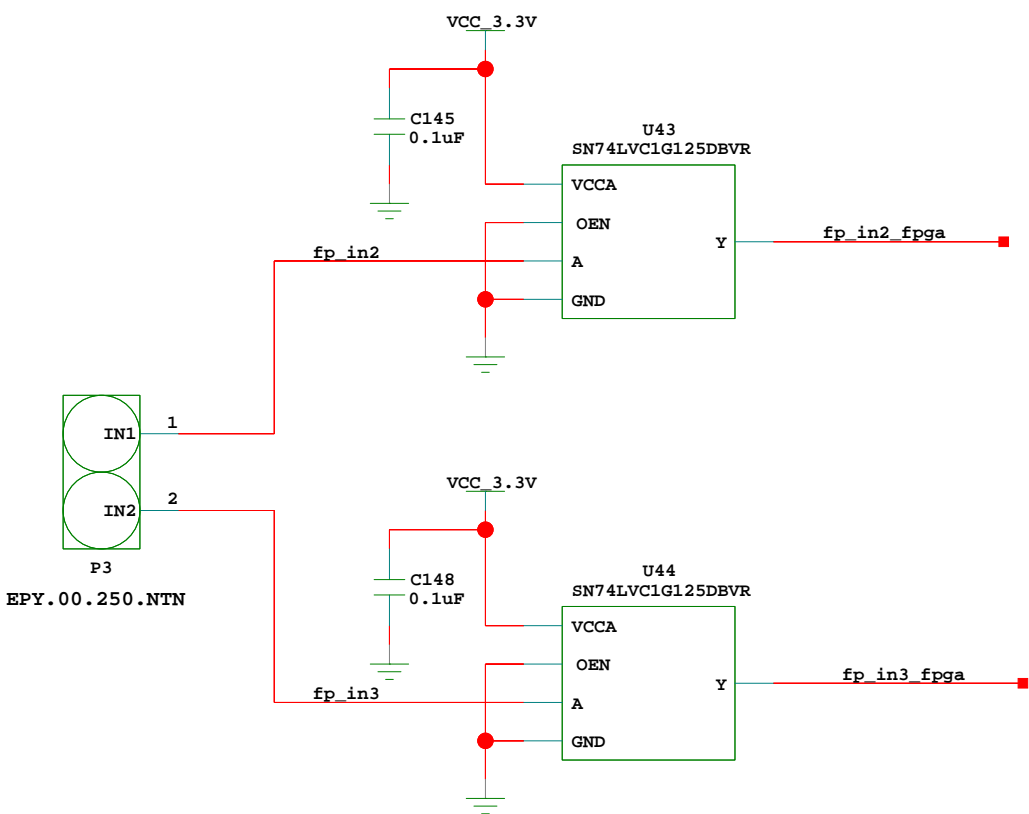 VCC_3.3V
C145
0.1uF
U43
SN74LVC1G125DBVR
VCCA
OEN
A
GND
Y
fp_in2_fpga
fp_in2
IN1
1
IN2
2
P3
EPY.00.250.NTN
VCC_3.3V
C148
0.1uF
U44
SN74LVC1G125DBVR
VCCA
OEN
A
GND
Y
fp_in3_fpga
fp_in3